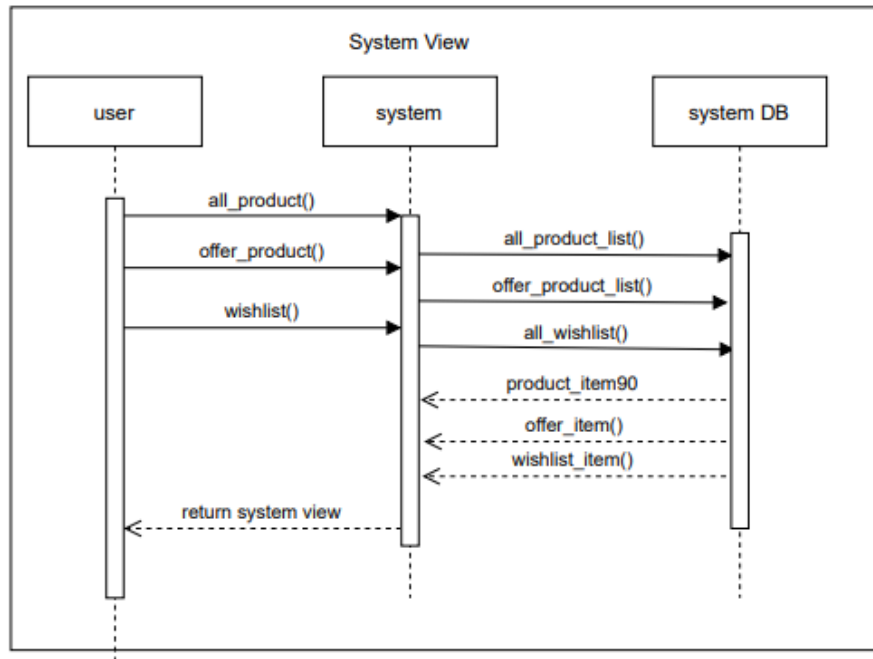 System View
user
system
system DB
all_product()
all_product_list()
offer_product()
offer_product_list()
wishlist()
all_wishlist()
product_item90
offer_item()
wishlist_item()
return system view